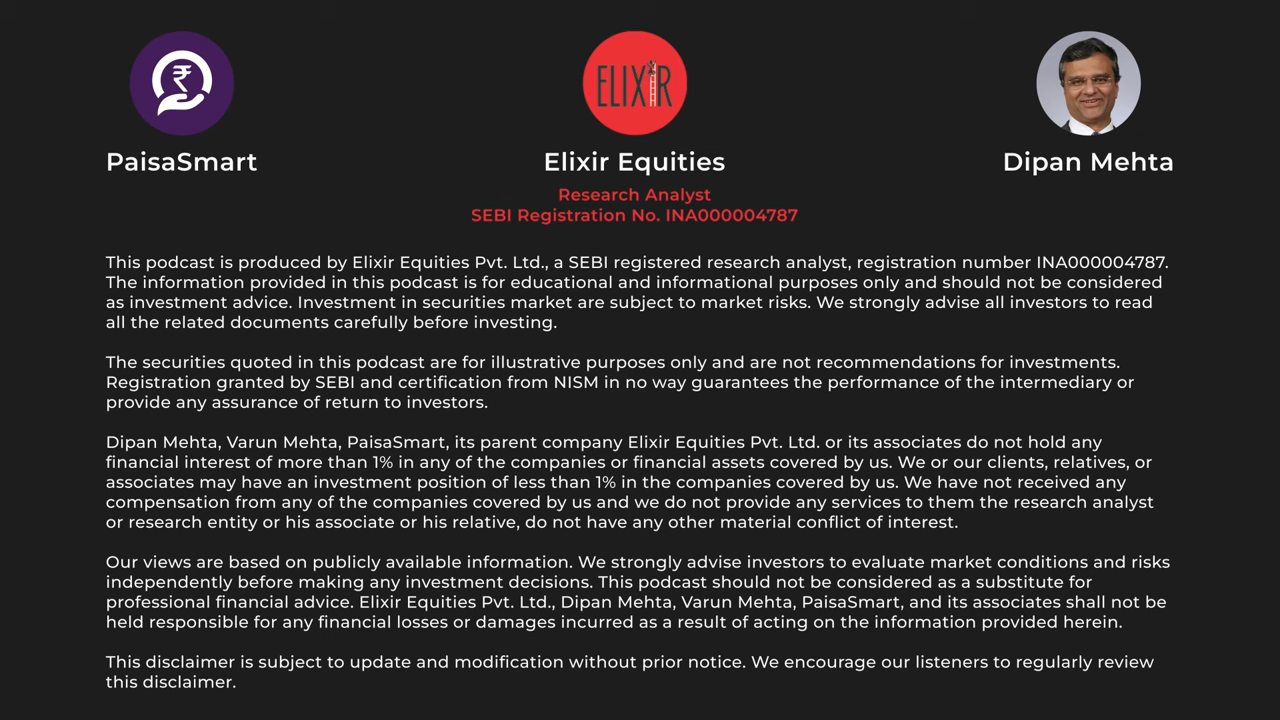 ELIXIR
PaisaSmart
Elixir Equities
Dipan Mehta
Research Analyst
SEBI Registration No. INA000004787
This podcast is produced by Elixir Equities Pvt. Ltd., a SEBI registered research analyst, registration number INA000004787.
The information provided in this podcast is for educational and informational purposes only and should not be considered
as investment advice. Investment in securities market are subject to market risks. We strongly advise all investors to read
all the related documents carefully before investing.
The securities quoted in this podcast are for illustrative purposes only and are not recommendations for investments.
Registration granted by SEBI and certification from NISM in no way guarantees the performance of the intermediary or
provide any assurance of return to investors.
Dipan Mehta, Varun Mehta, PaisaSmart, its parent company Elixir Equities Pvt. Ltd. or its associates do not hold any
financial interest of more than 1% in any of the companies or financial assets covered by us. We or our clients, relatives, or
associates may have an investment position of less than 1% in the companies covered by us. We have not received any
compensation from any of the companies covered by us and we do not provide any services to them the research analyst
or research entity or his associate or his relative, do not have any other material conflict of interest.
Our views are based on publicly available information. We strongly advise investors to evaluate market conditions and risks
independently before making any investment decisions. This podcast should not be considered as a substitute for
professional financial advice. Elixir Equities Pvt. Ltd., Dipan Mehta, Varun Mehta, PaisaSmart, and its associates shall not be
held responsible for any financial losses or damages incurred as a result of acting on the information provided herein.
This disclaimer is subject to update and modification without prior notice. We encourage our listeners to regularly review
this disclaimer.